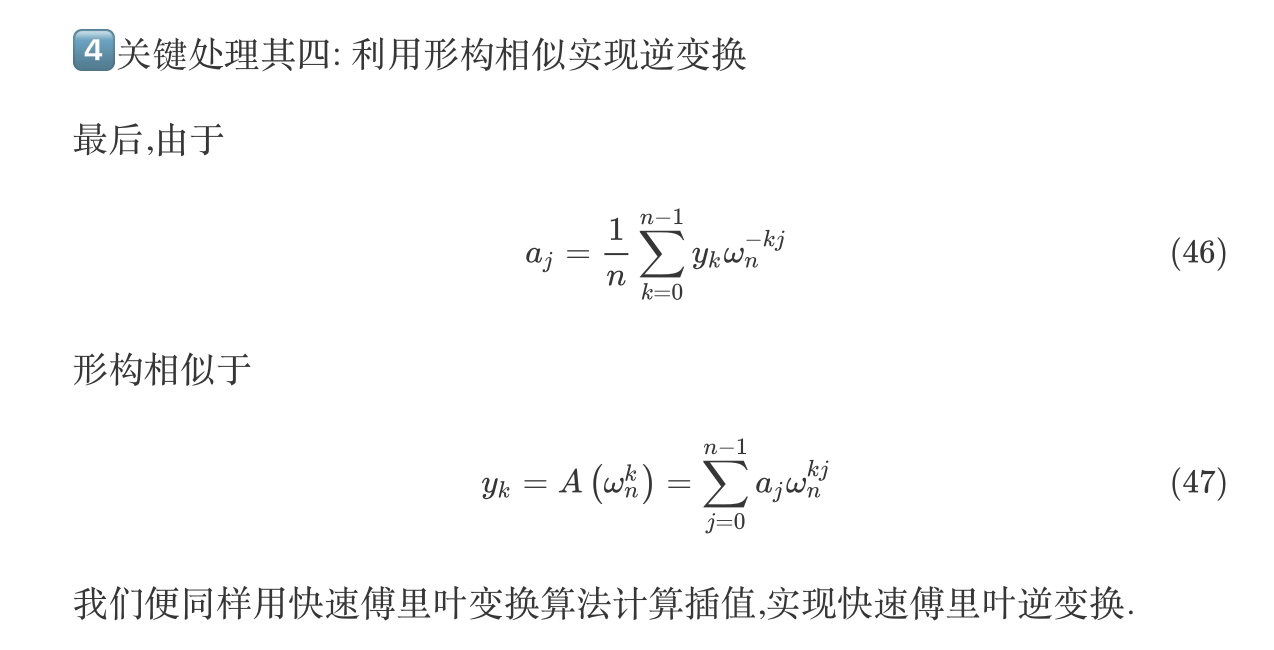 4️⃣关键处理其四: 利用形构相似实现逆变换
最后,由于
$$a_j = \frac{1}{n} \sum_{k=0}^{n-1} y_k \omega_n^{-kj} \quad (46)$$
形构相似于
$$y_k = A\left(\omega_n^k\right) = \sum_{j=0}^{n-1} a_j \omega_n^{kj} \quad (47)$$
我们便同样用快速傅里叶变换算法计算插值,实现快速傅里叶逆变换.